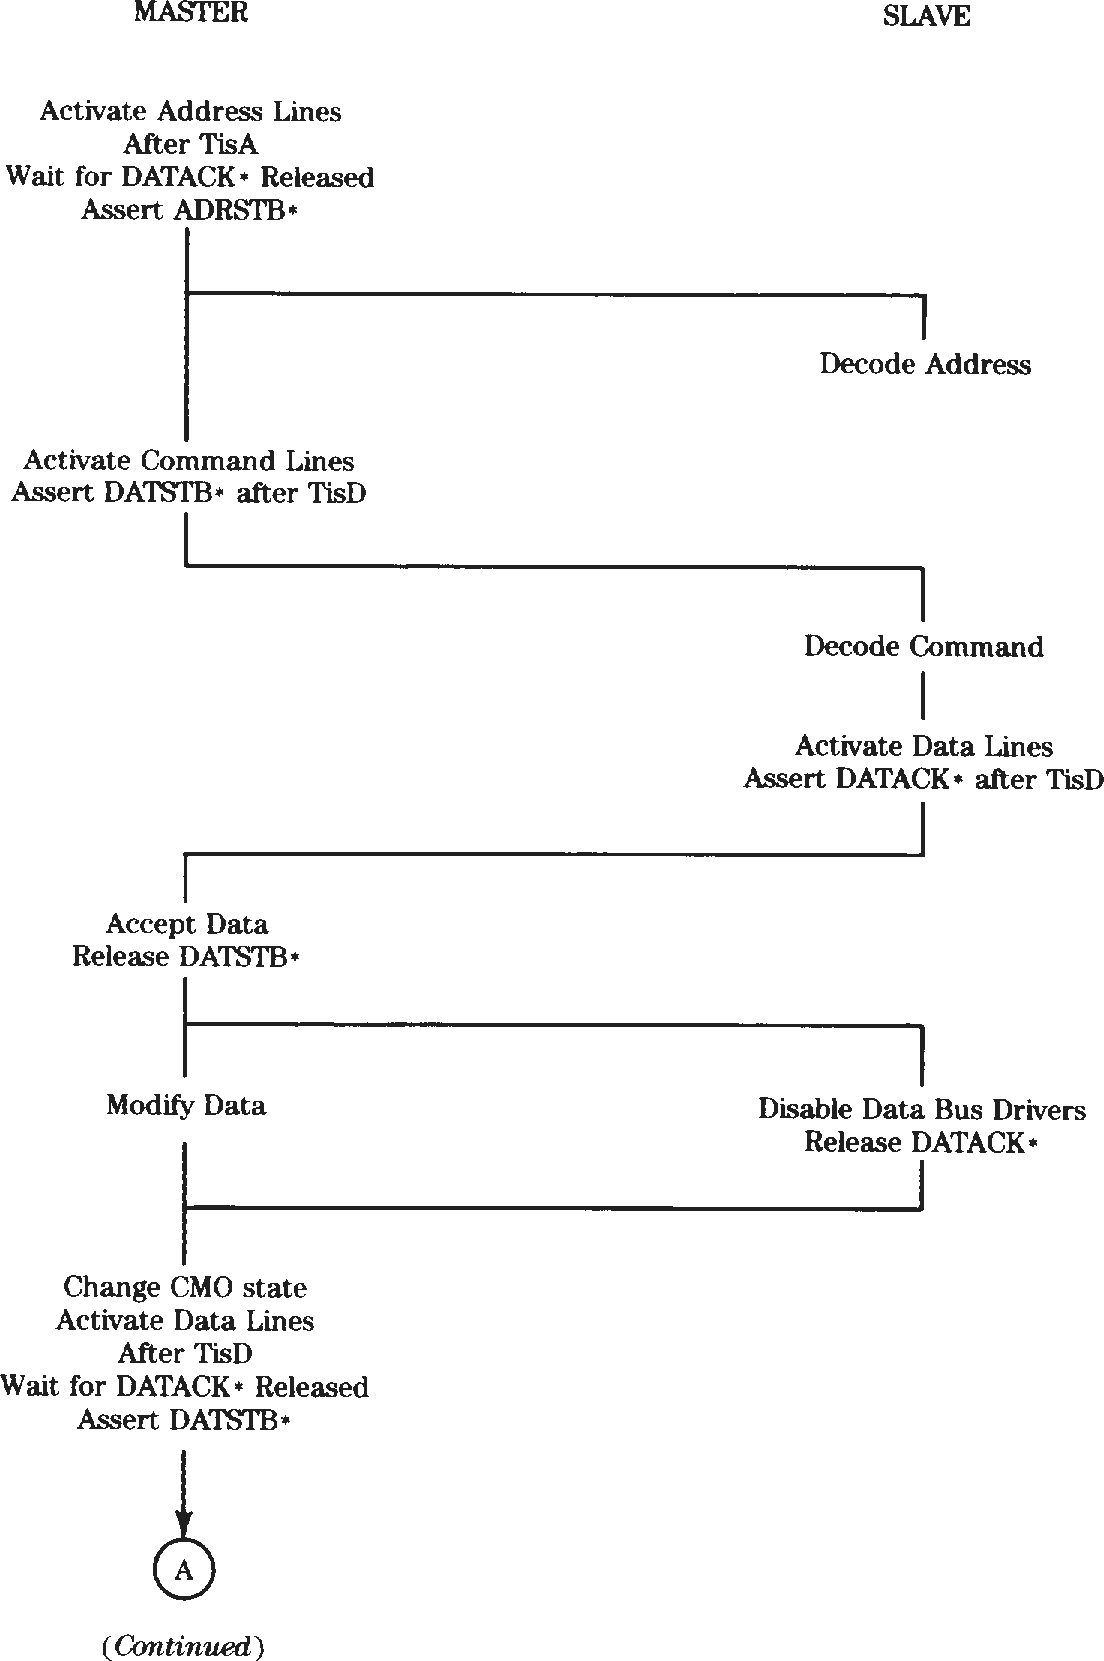 MASTER
SLAVE
Activate Address Lines
After TisA
Wait for DATACK* Released
Assert ADRSTB*
Decode Address
Activate Command Lines
Assert DATSTB* after TisD
Decode Command
Activate Data Lines
Assert DATACK* after TisD
Accept Data
Release DATSTB*
Modify Data
Disable Data Bus Drivers
Release DATACK*
Change CMO state
Activate Data Lines
After TisD
Wait for DATACK* Released
Assert DATSTB*
A
(Continued)